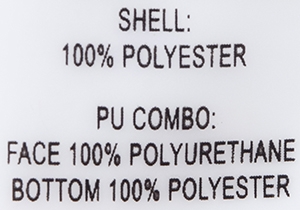 SHELL:
100% POLYESTER
PU COMBO:
FACE 100% POLYURETHANE
BOTTOM 100% POLYESTER